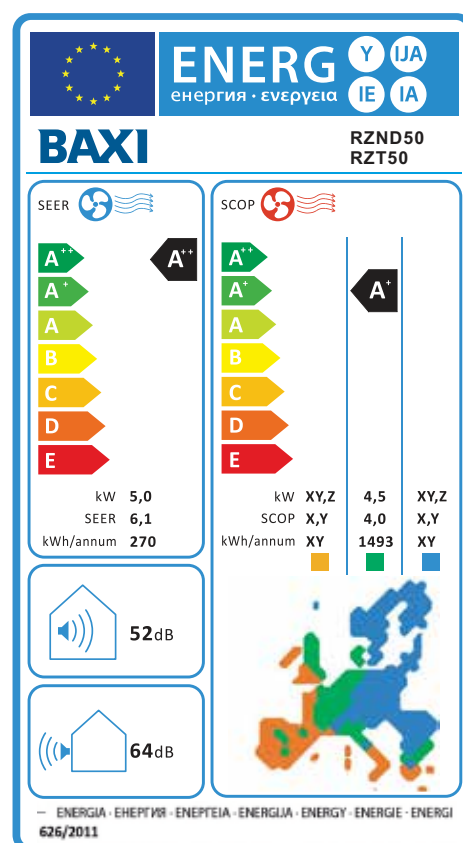 ENERG Y IJA
енергия · ενεργεια IE IA
BAXI RZND50
RZT50
SEER
A++
A+
A
B
C
D
E
A++
kW 5,0
SEER 6,1
kWh/annum 270
SCOP
A++
A+
A
B
C
D
E
A+
kW XY,Z 4,5 XY,Z
SCOP X,Y 4,0 X,Y
kWh/annum XY 1493 XY
52dB
64dB
— ENERGIA · ЕНЕРГИЯ · ΕΝΕΡΓΕΙΑ · ENERGIJA · ENERGY · ENERGIE · ENERGI
626/2011